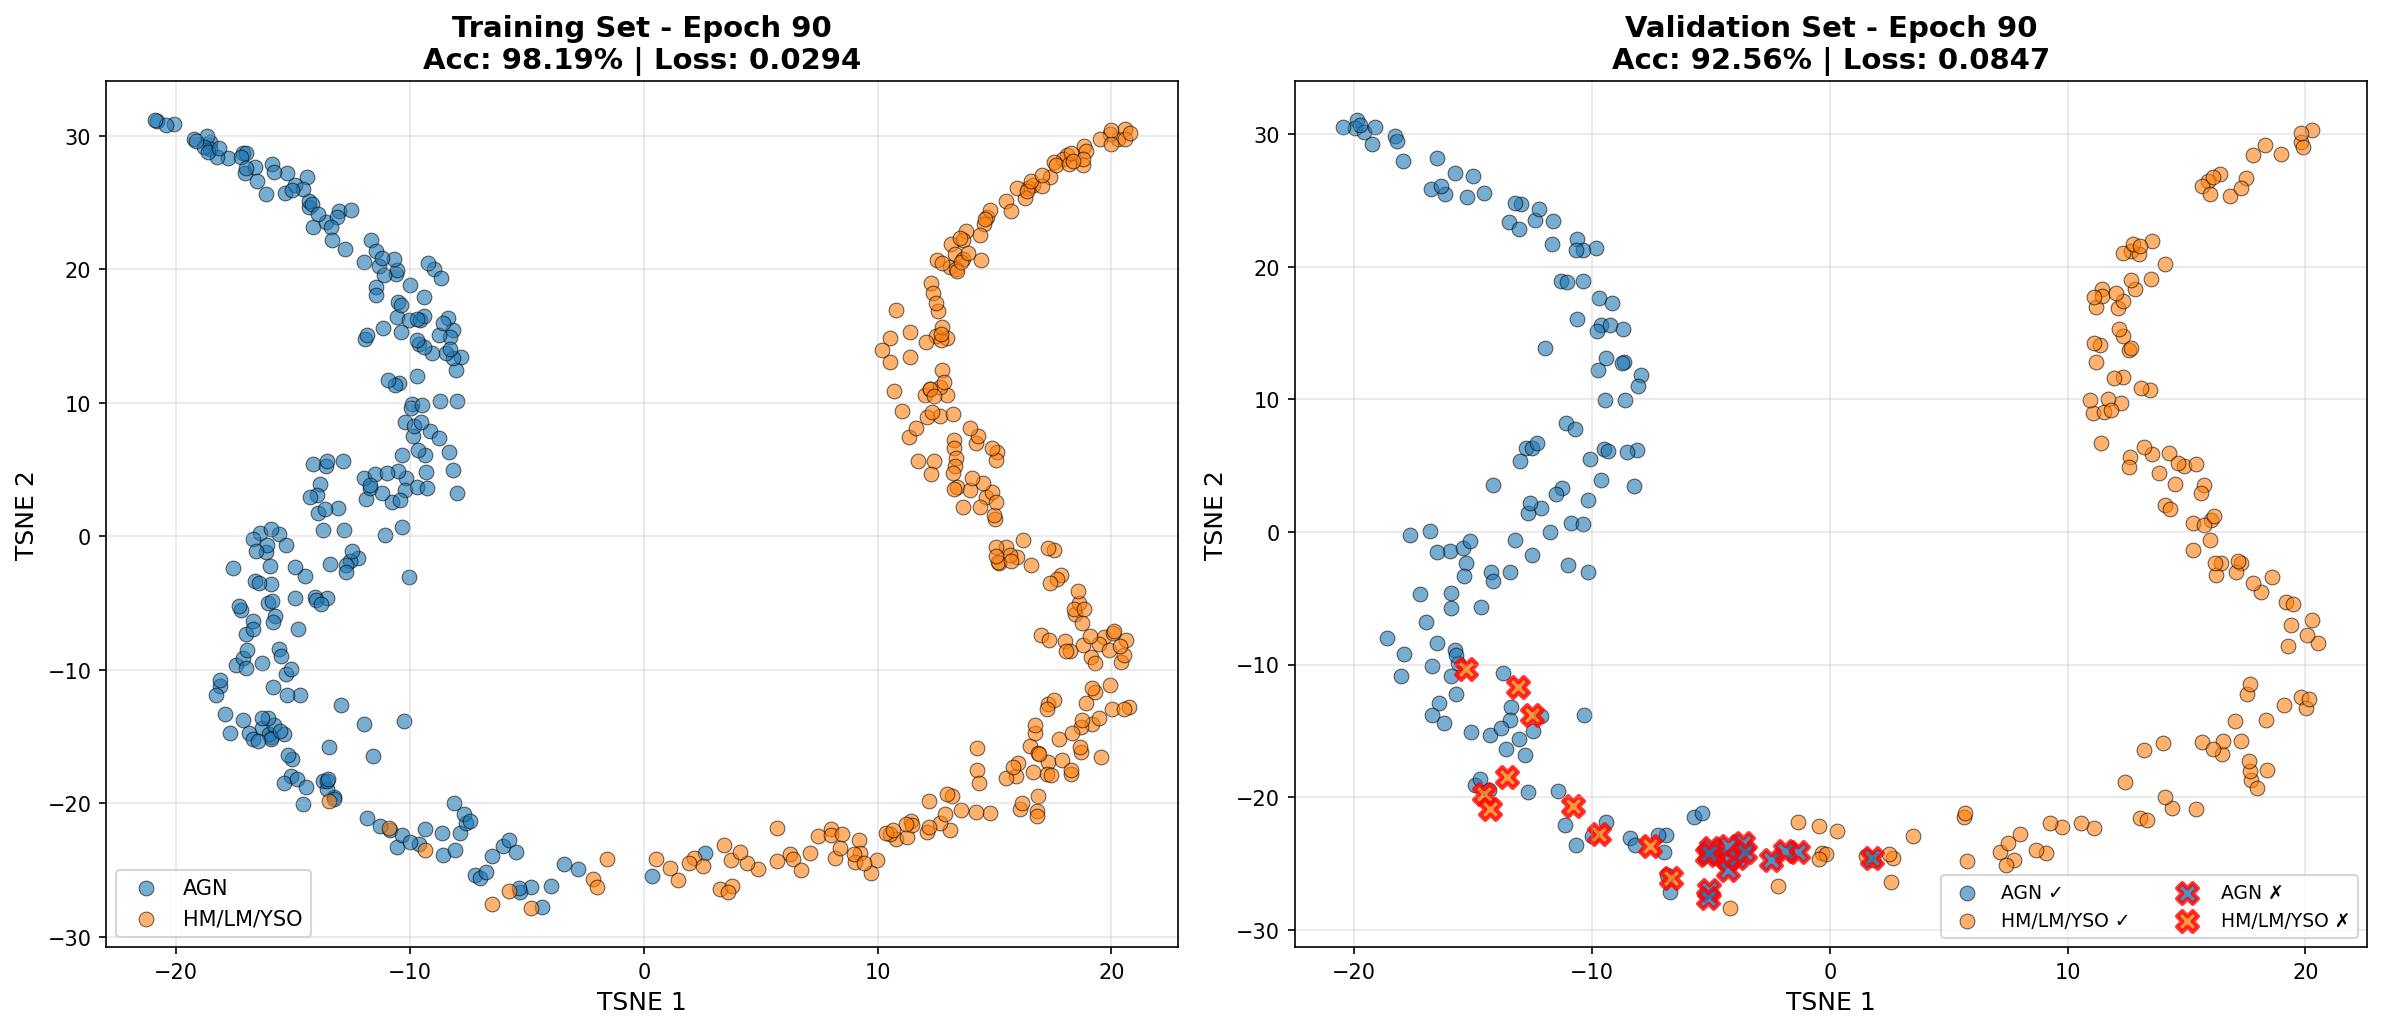 Training Set - Epoch 90
Acc: 98.19% | Loss: 0.0294
30
20
10
0
−10
−20
−30
TSNE 2
AGN
HM/LM/YSO
−20
−10
0
10
20
TSNE 1
Validation Set - Epoch 90
Acc: 92.56% | Loss: 0.0847
30
20
10
0
−10
−20
−30
TSNE 2
AGN ✓
HM/LM/YSO ✓
AGN ✗
HM/LM/YSO ✗
−20
−10
0
10
20
TSNE 1